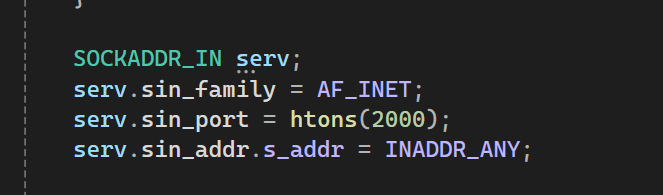 }
SOCKADDR_IN serv;
serv.sin_family = AF_INET;
serv.sin_port = htons(2000);
serv.sin_addr.s_addr = INADDR_ANY;